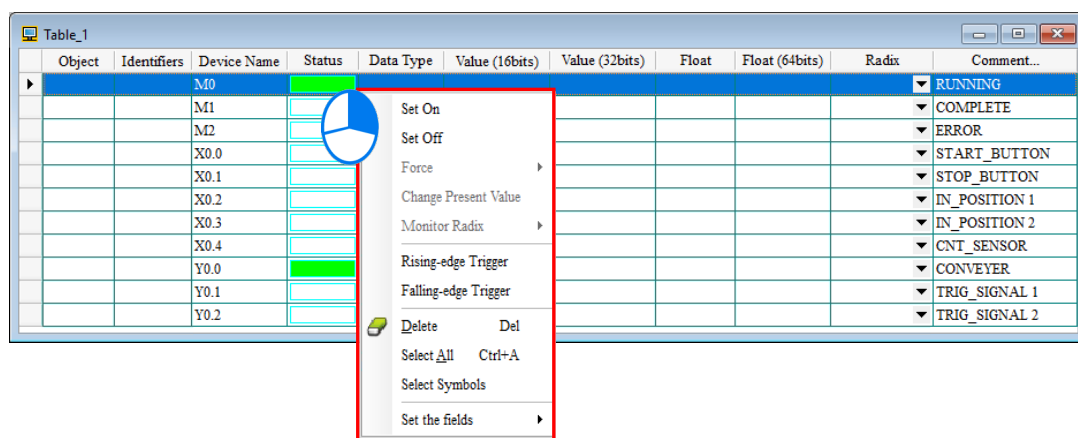 Table_1
Object Identifiers Device Name Status Data Type Value (16bits) Value (32bits) Float Float (64bits) Radix Comment...
M0 RUNNING
M1 COMPLETE
M2 ERROR
X0.0 START_BUTTON
X0.1 STOP_BUTTON
X0.2 IN_POSITION 1
X0.3 IN_POSITION 2
X0.4 CNT_SENSOR
Y0.0 CONVEYER
Y0.1 TRIG_SIGNAL 1
Y0.2 TRIG_SIGNAL 2
Set On
Set Off
Force
Change Present Value
Monitor Radix
Rising-edge Trigger
Falling-edge Trigger
Delete Del
Select All Ctrl+A
Select Symbols
Set the fields